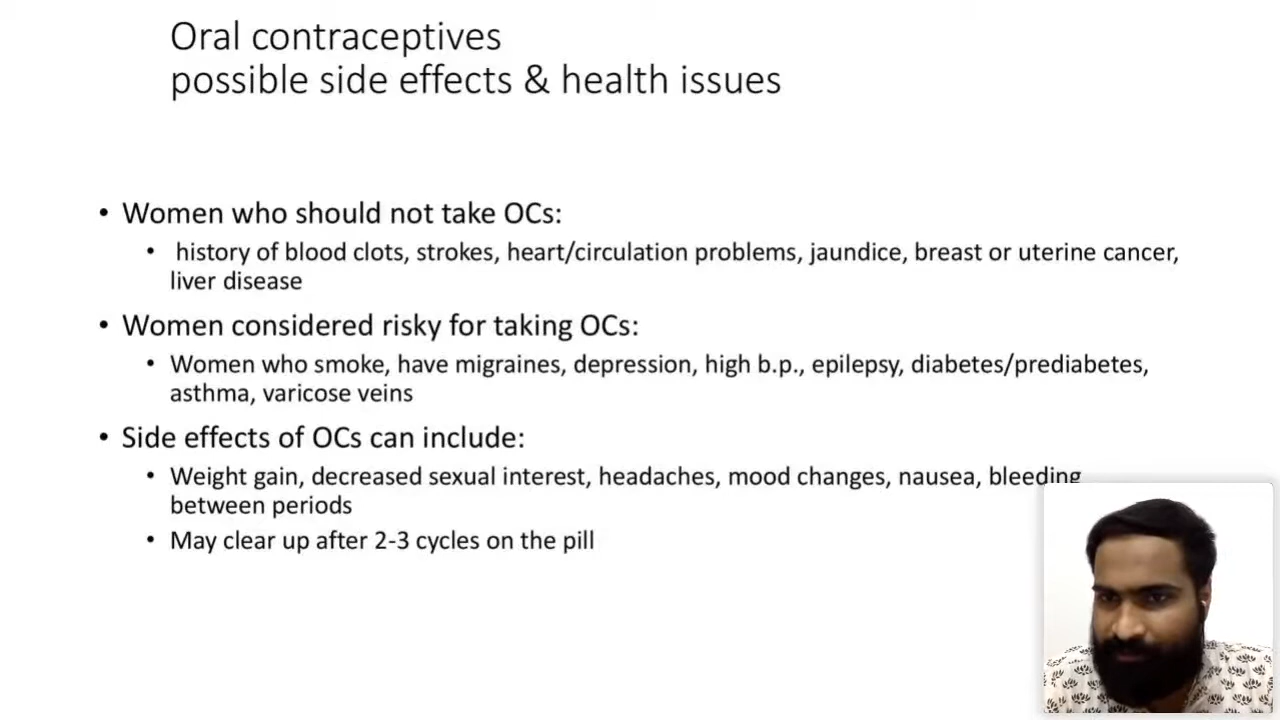 Oral contraceptives
possible side effects & health issues
• Women who should not take OCs:
• history of blood clots, strokes, heart/circulation problems, jaundice, breast or uterine cancer,
liver disease
• Women considered risky for taking OCs:
• Women who smoke, have migraines, depression, high b.p., epilepsy, diabetes/prediabetes,
asthma, varicose veins
• Side effects of OCs can include:
• Weight gain, decreased sexual interest, headaches, mood changes, nausea, bleeding
between periods
• May clear up after 2-3 cycles on the pill